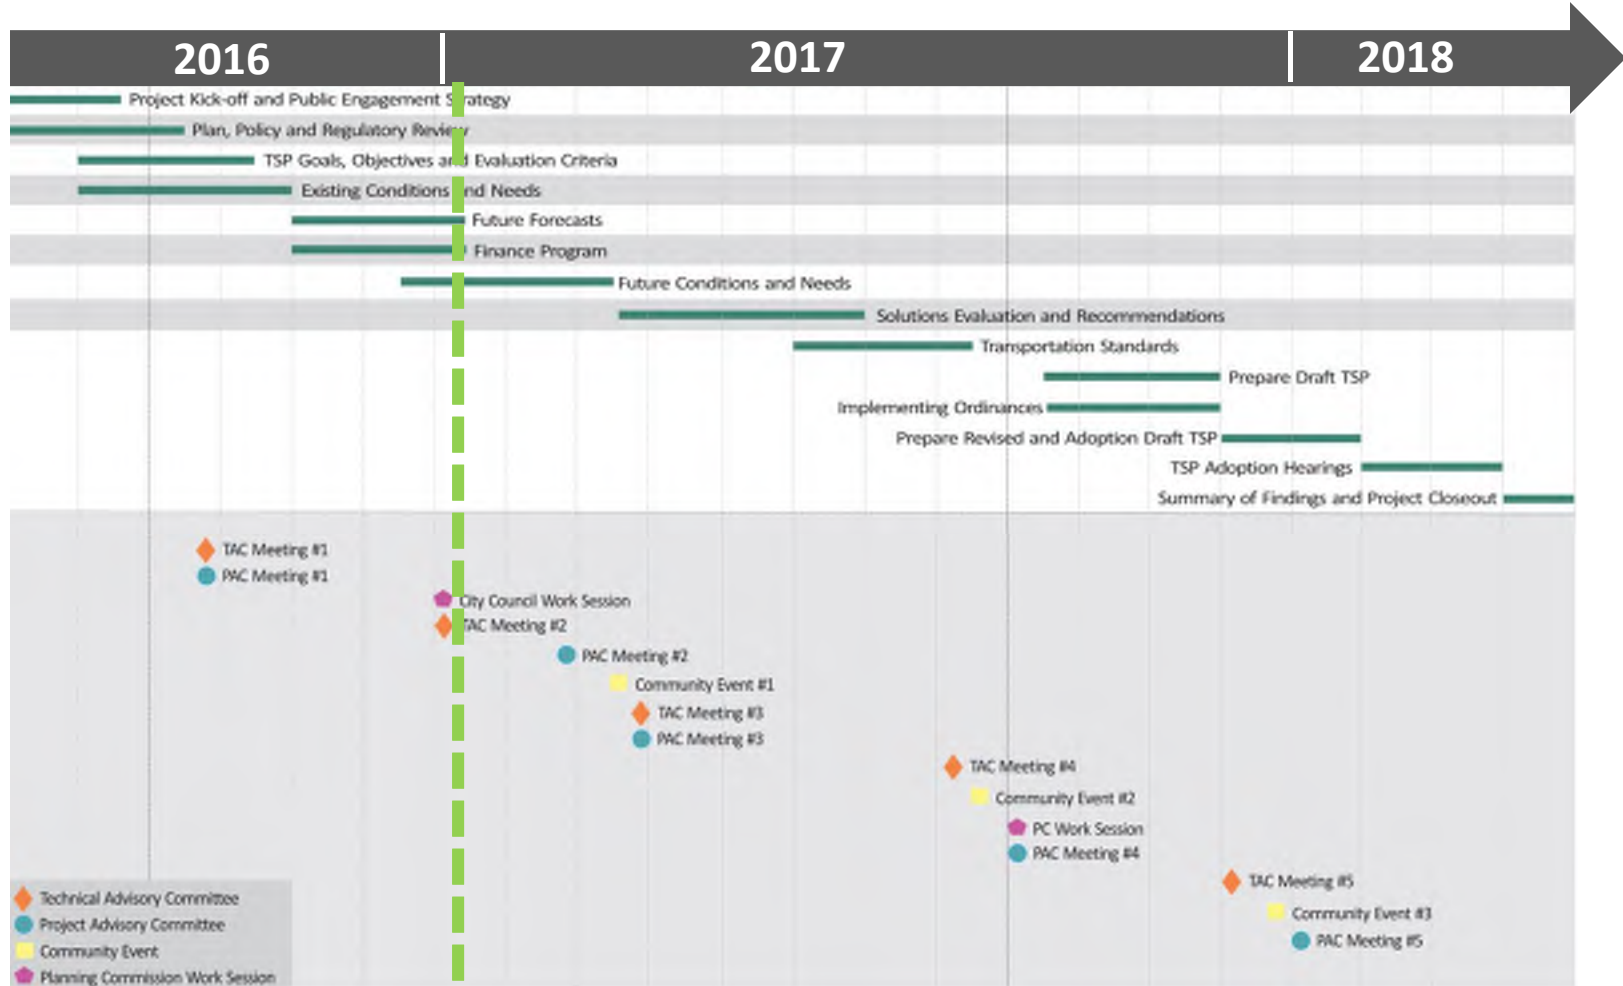 2016 2017 2018
Project Kick-off and Public Engagement Strategy
Plan, Policy and Regulatory Review
TSP Goals, Objectives and Evaluation Criteria
Existing Conditions and Needs
Future Forecasts
Finance Program
Future Conditions and Needs
Solutions Evaluation and Recommendations
Transportation Standards
Prepare Draft TSP
Implementing Ordinances
Prepare Revised and Adoption Draft TSP
TSP Adoption Hearings
Summary of Findings and Project Closeout
TAC Meeting #1
PAC Meeting #1
City Council Work Session
TAC Meeting #2
PAC Meeting #2
Community Event #1
TAC Meeting #3
PAC Meeting #3
TAC Meeting #4
Community Event #2
PC Work Session
PAC Meeting #4
TAC Meeting #5
Community Event #3
PAC Meeting #5
Technical Advisory Committee
Project Advisory Committee
Community Event
Planning Commission Work Session